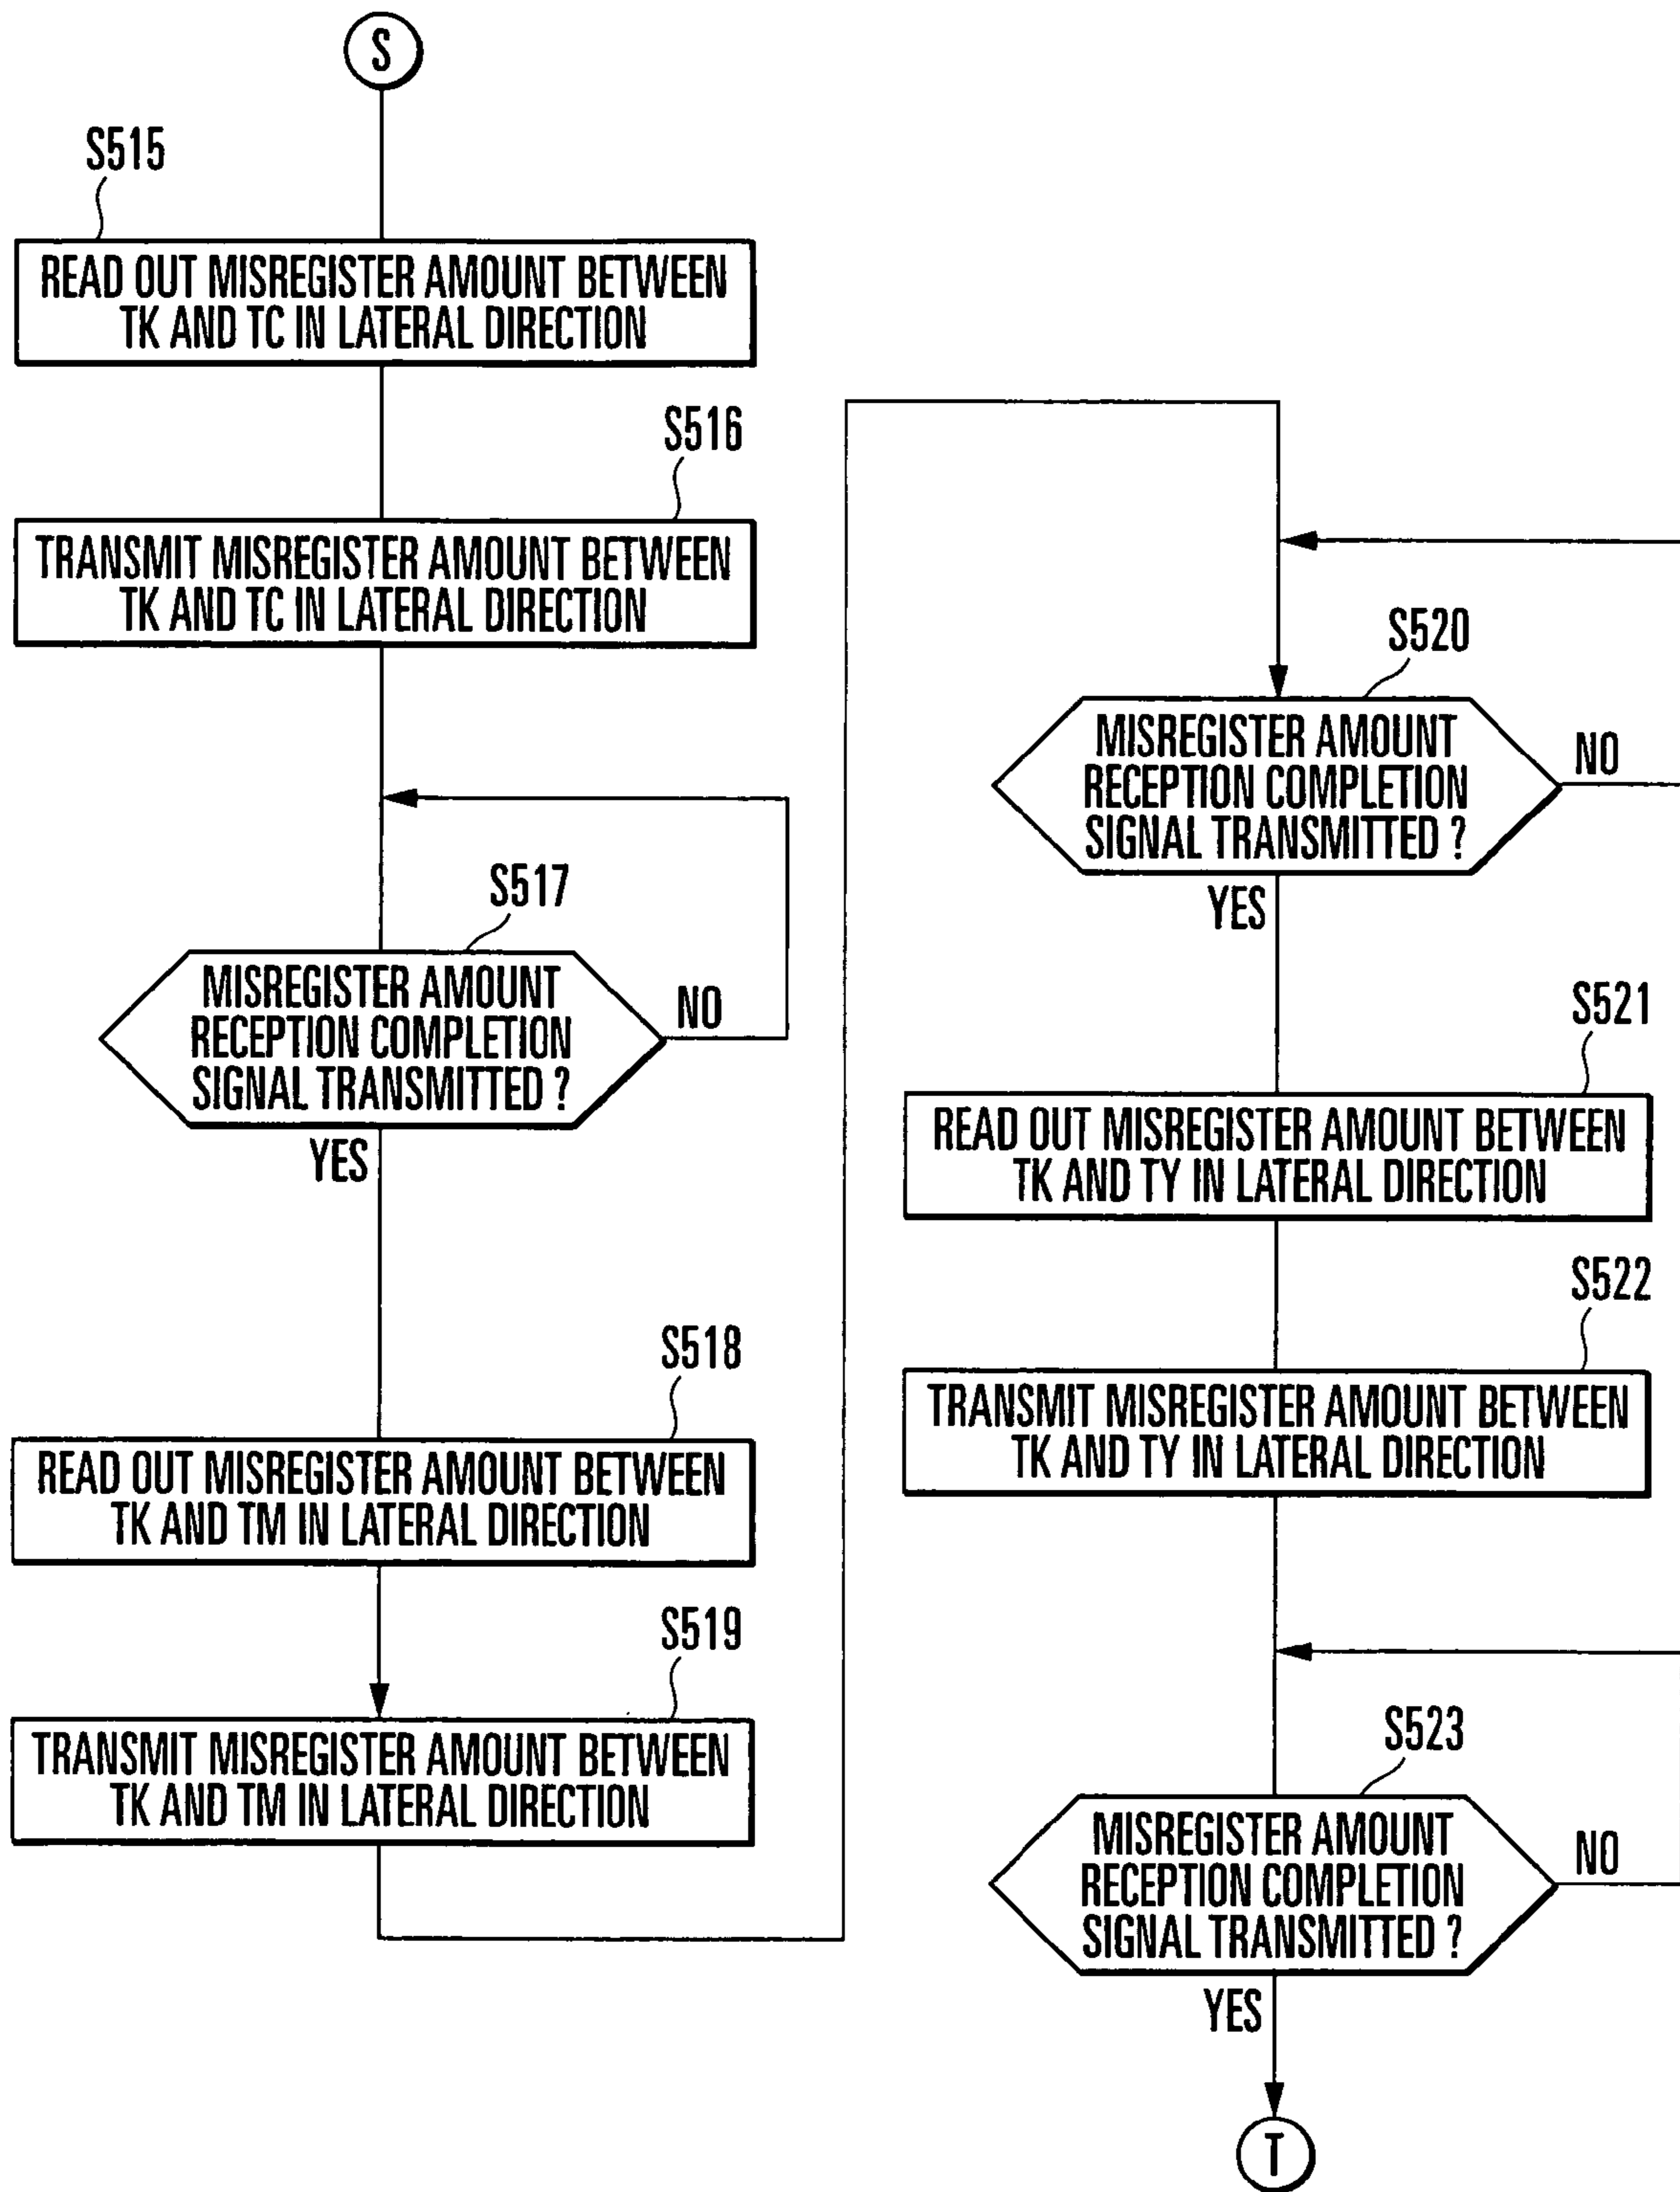 S
S515
READ OUT MISREGISTER AMOUNT BETWEEN
TK AND TC IN LATERAL DIRECTION
S516
TRANSMIT MISREGISTER AMOUNT BETWEEN
TK AND TC IN LATERAL DIRECTION
S517
MISREGISTER AMOUNT
RECEPTION COMPLETION
SIGNAL TRANSMITTED ?
NO
YES
S518
READ OUT MISREGISTER AMOUNT BETWEEN
TK AND TM IN LATERAL DIRECTION
S519
TRANSMIT MISREGISTER AMOUNT BETWEEN
TK AND TM IN LATERAL DIRECTION
S520
MISREGISTER AMOUNT
RECEPTION COMPLETION
SIGNAL TRANSMITTED ?
NO
YES
S521
READ OUT MISREGISTER AMOUNT BETWEEN
TK AND TY IN LATERAL DIRECTION
S522
TRANSMIT MISREGISTER AMOUNT BETWEEN
TK AND TY IN LATERAL DIRECTION
S523
MISREGISTER AMOUNT
RECEPTION COMPLETION
SIGNAL TRANSMITTED ?
NO
YES
T